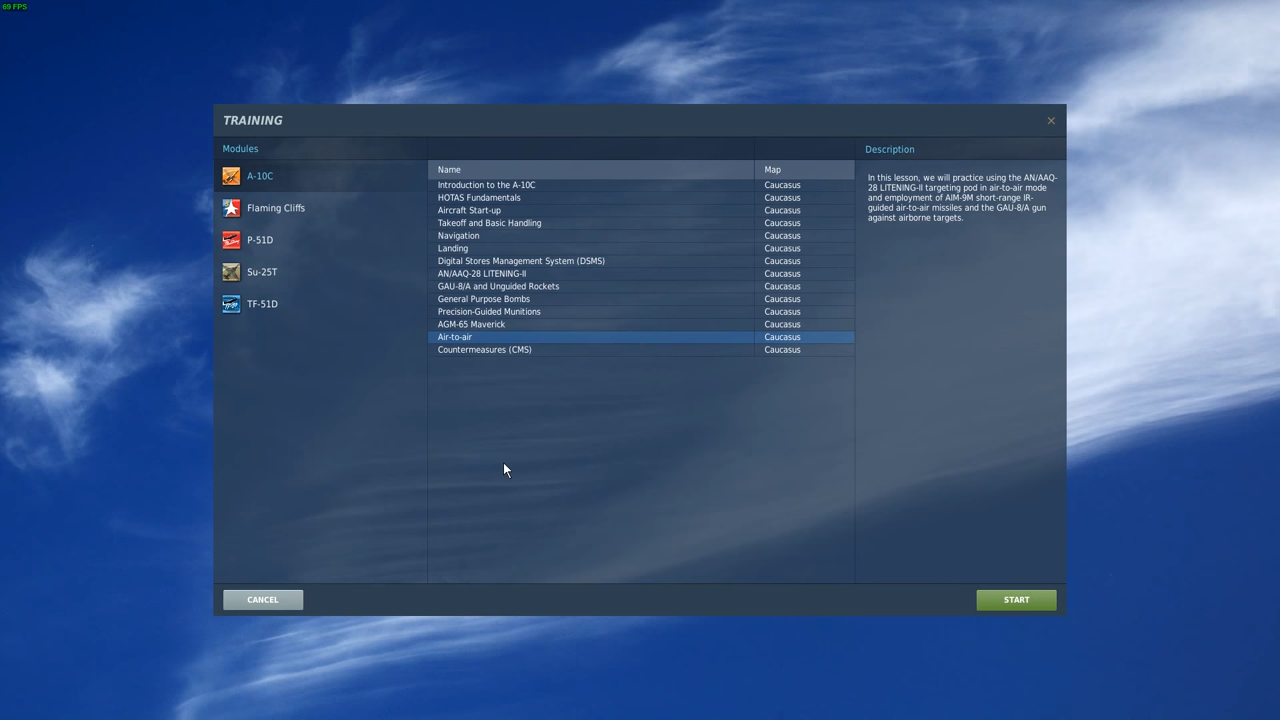 69 FPS
TRAINING
Modules
Description
A-10C
Flaming Cliffs
P-51D
Su-25T
TF-51D
Name Map
Introduction to the A-10C Caucasus
HOTAS Fundamentals Caucasus
Aircraft Start-up Caucasus
Takeoff and Basic Handling Caucasus
Navigation Caucasus
Landing Caucasus
Digital Stores Management System (DSMS) Caucasus
AN/AAQ-28 LITENING-II Caucasus
GAU-8/A and Unguided Rockets Caucasus
General Purpose Bombs Caucasus
Precision-Guided Munitions Caucasus
AGM-65 Maverick Caucasus
Air-to-air Caucasus
Countermeasures (CMS) Caucasus
In this lesson, we will practice using the AN/AAQ-
28 LITENING-II targeting pod in air-to-air mode
and employment of AIM-9M short-range IR-
guided air-to-air missiles and the GAU-8/A gun
against airborne targets.
CANCEL
START